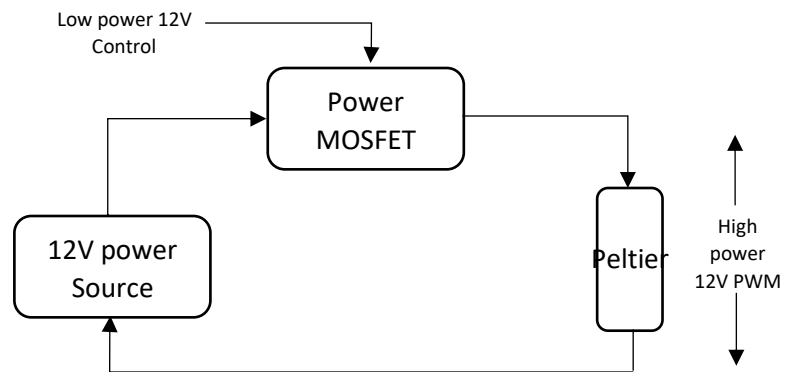 Low power 12V
Control
Power
MOSFET
12V power
Source
Peltier
High
power
12V PWM